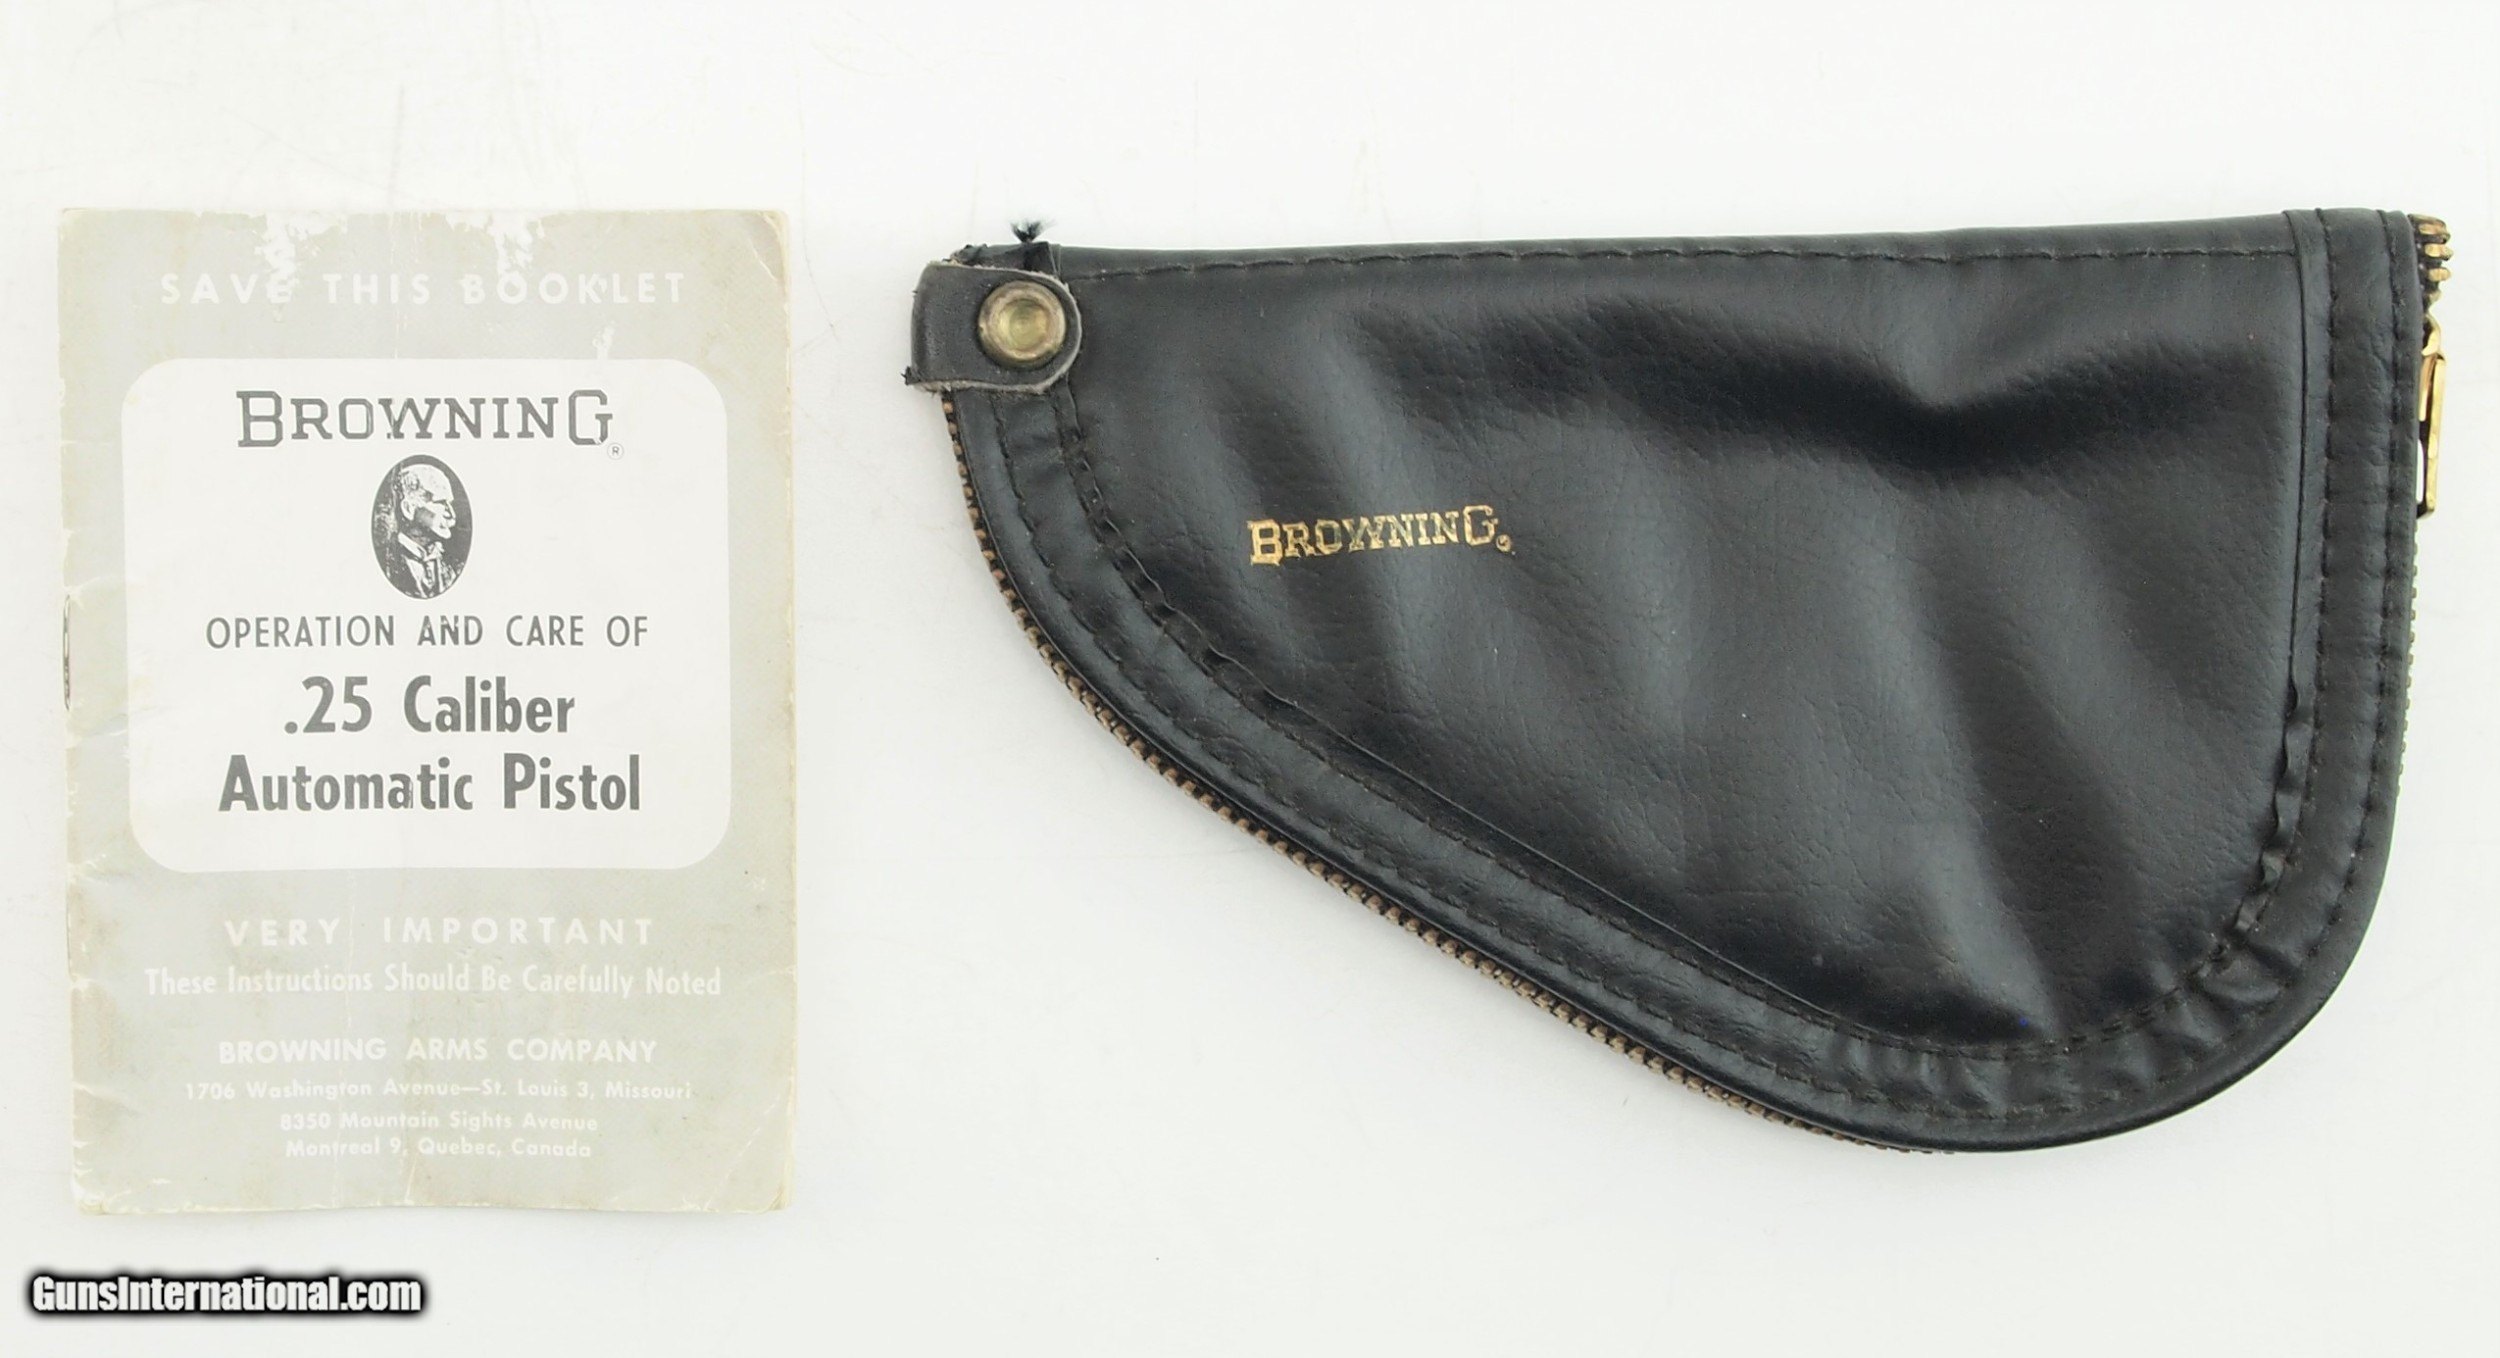 SAVE THIS BOOKLET
BROWNING®
OPERATION AND CARE OF
.25 Caliber
Automatic Pistol
VERY IMPORTANT
These Instructions Should Be Carefully Noted
BROWNING ARMS COMPANY
1706 Washington Avenue—St. Louis 3, Missouri
8350 Mountain Sights Avenue
Montreal 9, Quebec, Canada
BROWNING®
GunsInternational.com